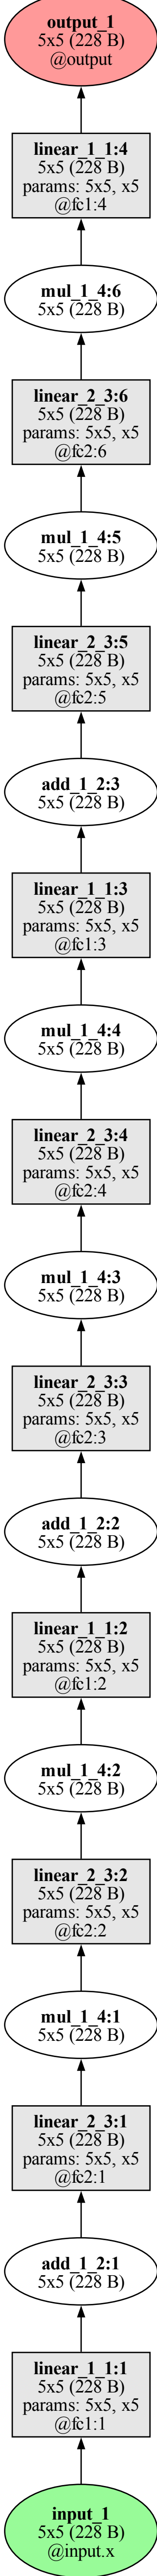 output_1
5x5 (228 B)
@output
linear_1_1:4
5x5 (228 B)
params: 5x5, x5
@fc1:4
mul_1_4:6
5x5 (228 B)
linear_2_3:6
5x5 (228 B)
params: 5x5, x5
@fc2:6
mul_1_4:5
5x5 (228 B)
linear_2_3:5
5x5 (228 B)
params: 5x5, x5
@fc2:5
add_1_2:3
5x5 (228 B)
linear_1_1:3
5x5 (228 B)
params: 5x5, x5
@fc1:3
mul_1_4:4
5x5 (228 B)
linear_2_3:4
5x5 (228 B)
params: 5x5, x5
@fc2:4
mul_1_4:3
5x5 (228 B)
linear_2_3:3
5x5 (228 B)
params: 5x5, x5
@fc2:3
add_1_2:2
5x5 (228 B)
linear_1_1:2
5x5 (228 B)
params: 5x5, x5
@fc1:2
mul_1_4:2
5x5 (228 B)
linear_2_3:2
5x5 (228 B)
params: 5x5, x5
@fc2:2
mul_1_4:1
5x5 (228 B)
linear_2_3:1
5x5 (228 B)
params: 5x5, x5
@fc2:1
add_1_2:1
5x5 (228 B)
linear_1_1:1
5x5 (228 B)
params: 5x5, x5
@fc1:1
input_1
5x5 (228 B)
@input.x